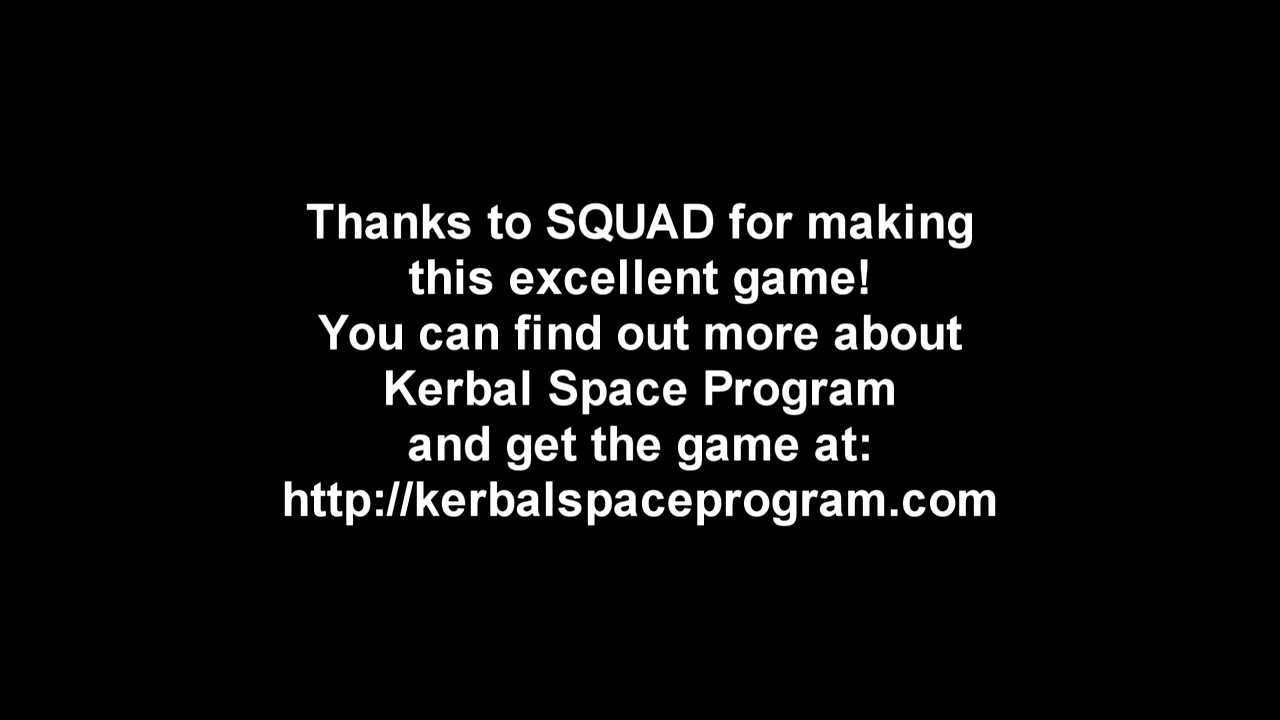 Thanks to SQUAD for making
this excellent game!
You can find out more about
Kerbal Space Program
and get the game at:
http://kerbalspaceprogram.com